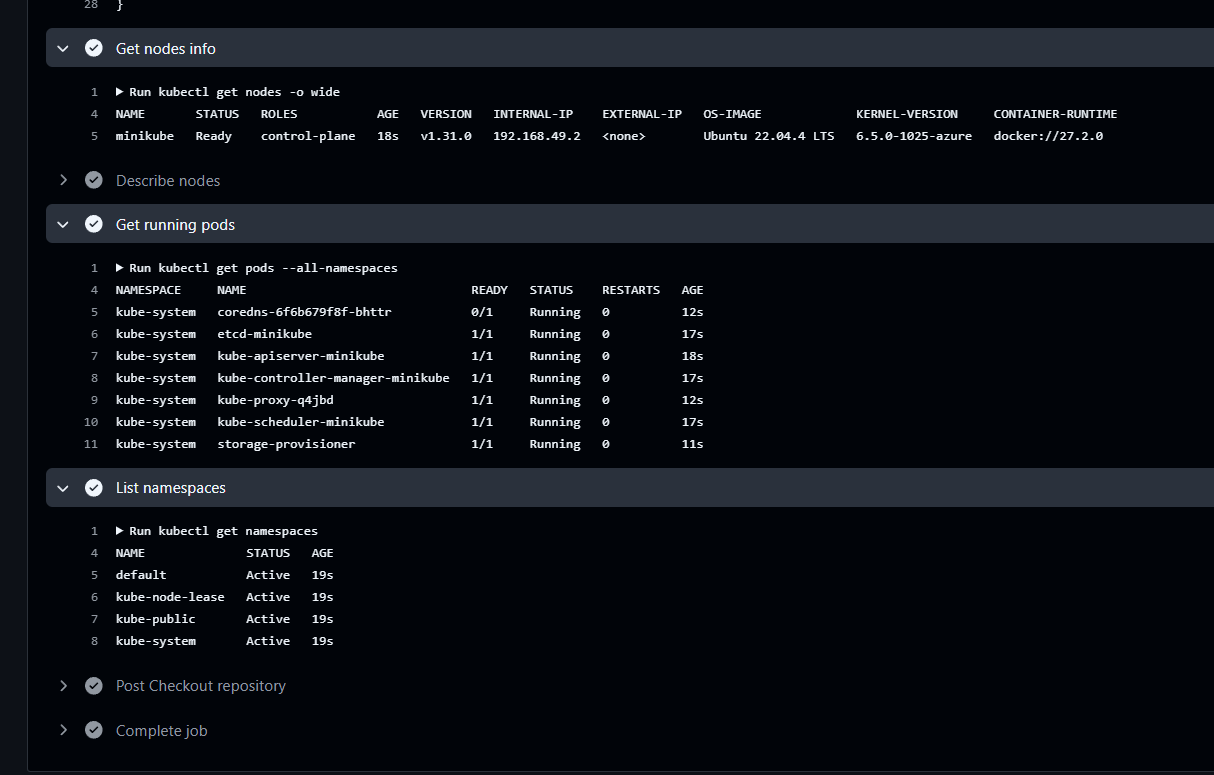 28 }
Get nodes info
1 ▶ Run kubectl get nodes -o wide
4 NAME STATUS ROLES AGE VERSION INTERNAL-IP EXTERNAL-IP OS-IMAGE KERNEL-VERSION CONTAINER-RUNTIME
5 minikube Ready control-plane 18s v1.31.0 192.168.49.2 <none> Ubuntu 22.04.4 LTS 6.5.0-1025-azure docker://27.2.0
Describe nodes
Get running pods
1 ▶ Run kubectl get pods --all-namespaces
4 NAMESPACE NAME READY STATUS RESTARTS AGE
5 kube-system coredns-6f6b679f8f-bhttr 0/1 Running 0 12s
6 kube-system etcd-minikube 1/1 Running 0 17s
7 kube-system kube-apiserver-minikube 1/1 Running 0 18s
8 kube-system kube-controller-manager-minikube 1/1 Running 0 17s
9 kube-system kube-proxy-q4jbd 1/1 Running 0 12s
10 kube-system kube-scheduler-minikube 1/1 Running 0 17s
11 kube-system storage-provisioner 1/1 Running 0 11s
List namespaces
1 ▶ Run kubectl get namespaces
4 NAME STATUS AGE
5 default Active 19s
6 kube-node-lease Active 19s
7 kube-public Active 19s
8 kube-system Active 19s
Post Checkout repository
Complete job